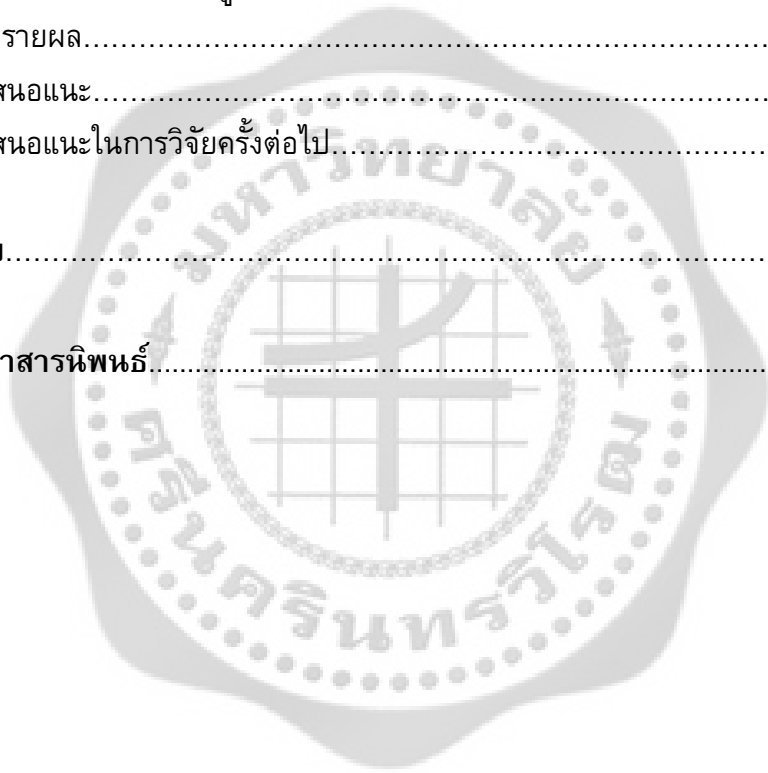 รายผล
สนอแนะ
สนอแนะในการวิจัยครั้งต่อไป
าสารนิพนธ์
มหาวิทยาลัย
ศรีนครินทรวิโรฒ